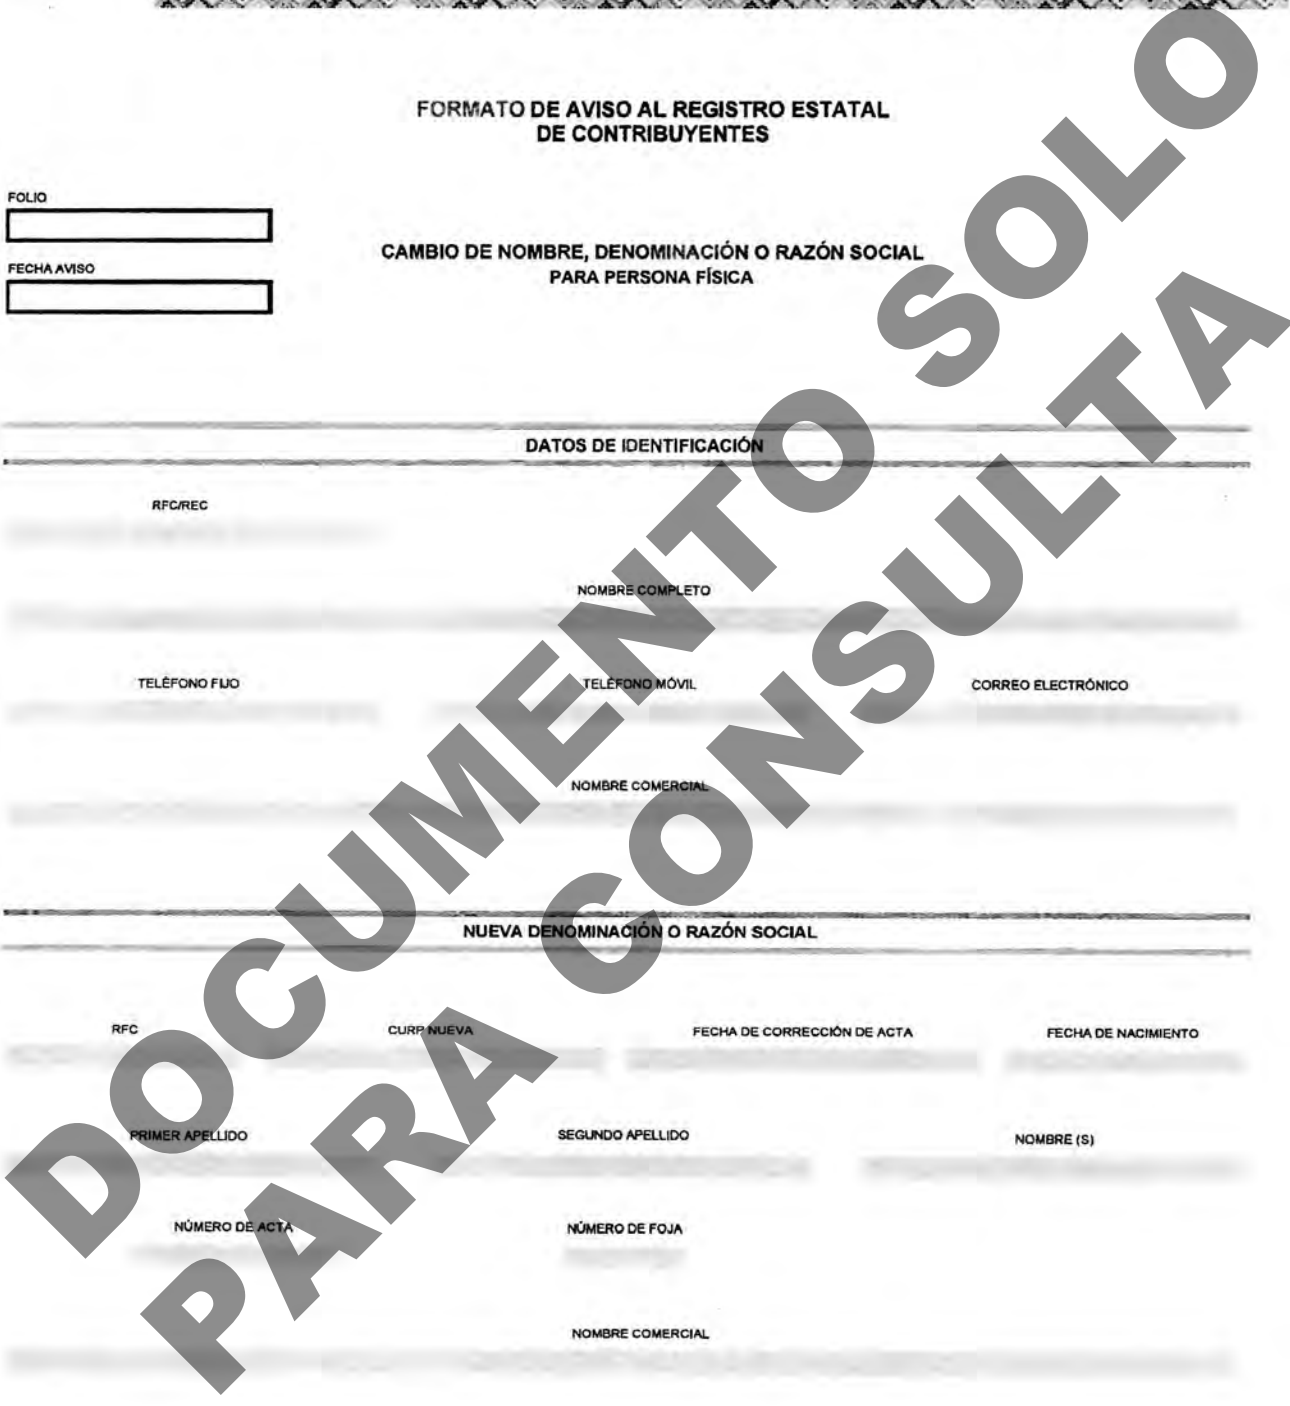 FORMATO DE AVISO AL REGISTRO ESTATAL
DE CONTRIBUYENTES
FOLIO
CAMBIO DE NOMBRE, DENOMINACIÓN O RAZÓN SOCIAL
FECHA AVISO
PARA PERSONA FÍSICA
DATOS DE IDENTIFICACIÓN
RFC/REC
NOMBRE COMPLETO
TELÉFONO FIJO TELÉFONO MÓVIL CORREO ELECTRÓNICO
NOMBRE COMERCIAL
NUEVA DENOMINACIÓN O RAZÓN SOCIAL
RFC CURP NUEVA FECHA DE CORRECCIÓN DE ACTA FECHA DE NACIMIENTO
PRIMER APELLIDO SEGUNDO APELLIDO NOMBRE (S)
NÚMERO DE ACTA NÚMERO DE FOJA
NOMBRE COMERCIAL
DOCUMENTO SOLO
PARA CONSULTA